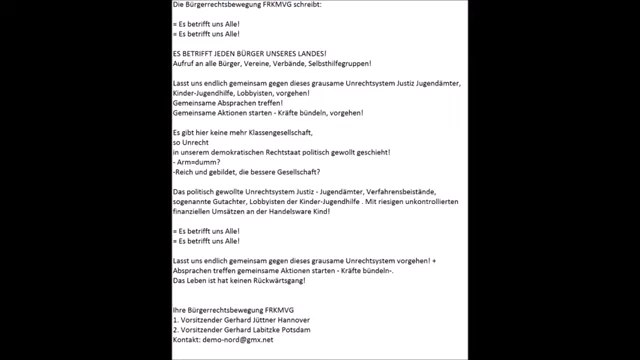 Die Bürgerrechtsbewegung FRKMVG schreibt:
= Es betrifft uns Alle!
= Es betrifft uns Alle!
ES BETRIFFT JEDEN BÜRGER UNSERES LANDES!
Aufruf an alle Bürger, Vereine, Verbände, Selbsthilfegruppen!
Lasst uns endlich gemeinsam gegen dieses grausame Unrechtsystem Justiz Jugendämter,
Kinder-Jugendhilfe, Lobbyisten, vorgehen!
Gemeinsame Absprachen treffen!
Gemeinsame Aktionen starten - Kräfte bündeln, vorgehen!
Es gibt hier keine mehr Klassengesellschaft,
so Unrecht
in unserem demokratischen Rechtstaat politisch gewollt geschieht!
- Arm=dumm?
-Reich und gebildet, die bessere Gesellschaft?
Das politisch gewollte Unrechtsystem Justiz - Jugendämter, Verfahrensbeistände,
sogenannte Gutachter, Lobbyisten der Kinder-Jugendhilfe . Mit riesigen unkontrollierten
finanziellen Umsätzen an der Handelsware Kind!
= Es betrifft uns Alle!
= Es betrifft uns Alle!
Lasst uns endlich gemeinsam gegen dieses grausame Unrechtsystem vorgehen! +
Absprachen treffen gemeinsame Aktionen starten - Kräfte bündeln-.
Das Leben ist hat keinen Rückwärtsgang!
Ihre Bürgerrechtsbewegung FRKMVG
1. Vorsitzender Gerhard Jüttner Hannover
2. Vorsitzender Gerhard Labitzke Potsdam
Kontakt: demo-nord@gmx.net